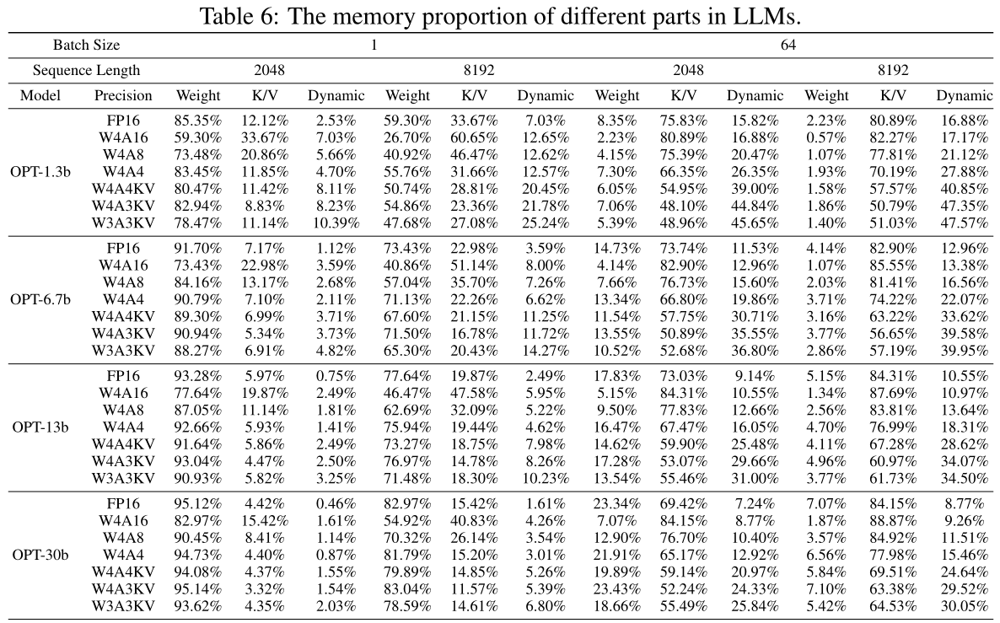 Table 6: The memory proportion of different parts in LLMs.
Batch Size 1 64
Sequence Length 2048 8192 2048 8192
Model Precision Weight K/V Dynamic Weight K/V Dynamic Weight K/V Dynamic Weight K/V Dynamic
FP16 85.35% 12.12% 2.53% 59.30% 33.67% 7.03% 8.35% 75.83% 15.82% 2.23% 80.89% 16.88%
W4A16 59.30% 33.67% 7.03% 26.70% 60.65% 12.65% 2.23% 80.89% 16.88% 0.57% 82.27% 17.17%
W4A8 73.48% 20.86% 5.66% 40.92% 46.47% 12.62% 4.15% 75.39% 20.47% 1.07% 77.81% 21.12%
OPT-1.3b W4A4 83.45% 11.85% 4.70% 55.76% 31.66% 12.57% 7.30% 66.35% 26.35% 1.93% 70.19% 27.88%
W4A4KV 80.47% 11.42% 8.11% 50.74% 28.81% 20.45% 6.05% 54.95% 39.00% 1.58% 57.57% 40.85%
W4A3KV 82.94% 8.83% 8.23% 54.86% 23.36% 21.78% 7.06% 48.10% 44.84% 1.86% 50.79% 47.35%
W3A3KV 78.47% 11.14% 10.39% 47.68% 27.08% 25.24% 5.39% 48.96% 45.65% 1.40% 51.03% 47.57%
FP16 91.70% 7.17% 1.12% 73.43% 22.98% 3.59% 14.73% 73.74% 11.53% 4.14% 82.90% 12.96%
W4A16 73.43% 22.98% 3.59% 40.86% 51.14% 8.00% 4.14% 82.90% 12.96% 1.07% 85.55% 13.38%
W4A8 84.16% 13.17% 2.68% 57.04% 35.70% 7.26% 7.66% 76.73% 15.60% 2.03% 81.41% 16.56%
OPT-6.7b W4A4 90.79% 7.10% 2.11% 71.13% 22.26% 6.62% 13.34% 66.80% 19.86% 3.71% 74.22% 22.07%
W4A4KV 89.30% 6.99% 3.71% 67.60% 21.15% 11.25% 11.54% 57.75% 30.71% 3.16% 63.22% 33.62%
W4A3KV 90.94% 5.34% 3.73% 71.50% 16.78% 11.72% 13.55% 50.89% 35.55% 3.77% 56.65% 39.58%
W3A3KV 88.27% 6.91% 4.82% 65.30% 20.43% 14.27% 10.52% 52.68% 36.80% 2.86% 57.19% 39.95%
FP16 93.28% 5.97% 0.75% 77.64% 19.87% 2.49% 17.83% 73.03% 9.14% 5.15% 84.31% 10.55%
W4A16 77.64% 19.87% 2.49% 46.47% 47.58% 5.95% 5.15% 84.31% 10.55% 1.34% 87.69% 10.97%
W4A8 87.05% 11.14% 1.81% 62.69% 32.09% 5.22% 9.50% 77.83% 12.66% 2.56% 83.81% 13.64%
OPT-13b W4A4 92.66% 5.93% 1.41% 75.94% 19.44% 4.62% 16.47% 67.47% 16.05% 4.70% 76.99% 18.31%
W4A4KV 91.64% 5.86% 2.49% 73.27% 18.75% 7.98% 14.62% 59.90% 25.48% 4.11% 67.28% 28.62%
W4A3KV 93.04% 4.47% 2.50% 76.97% 14.78% 8.26% 17.28% 53.07% 29.66% 4.96% 60.97% 34.07%
W3A3KV 90.93% 5.82% 3.25% 71.48% 18.30% 10.23% 13.54% 55.46% 31.00% 3.77% 61.73% 34.50%
FP16 95.12% 4.42% 0.46% 82.97% 15.42% 1.61% 23.34% 69.42% 7.24% 7.07% 84.15% 8.77%
W4A16 82.97% 15.42% 1.61% 54.92% 40.83% 4.26% 7.07% 84.15% 8.77% 1.87% 88.87% 9.26%
W4A8 90.45% 8.41% 1.14% 70.32% 26.14% 3.54% 12.90% 76.70% 10.40% 3.57% 84.92% 11.51%
OPT-30b W4A4 94.73% 4.40% 0.87% 81.79% 15.20% 3.01% 21.91% 65.17% 12.92% 6.56% 77.98% 15.46%
W4A4KV 94.08% 4.37% 1.55% 79.89% 14.85% 5.26% 19.89% 59.14% 20.97% 5.84% 69.51% 24.64%
W4A3KV 95.14% 3.32% 1.54% 83.04% 11.57% 5.39% 23.43% 52.24% 24.33% 7.10% 63.38% 29.52%
W3A3KV 93.62% 4.35% 2.03% 78.59% 14.61% 6.80% 18.66% 55.49% 25.84% 5.42% 64.53% 30.05%